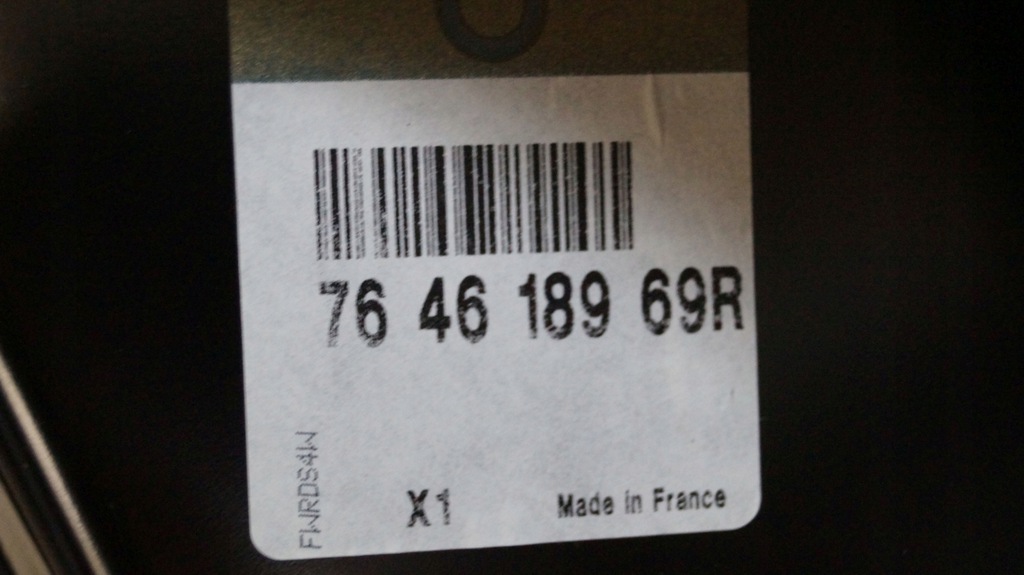 76 46 189 69R
FWRDS4W
X1
Made in France